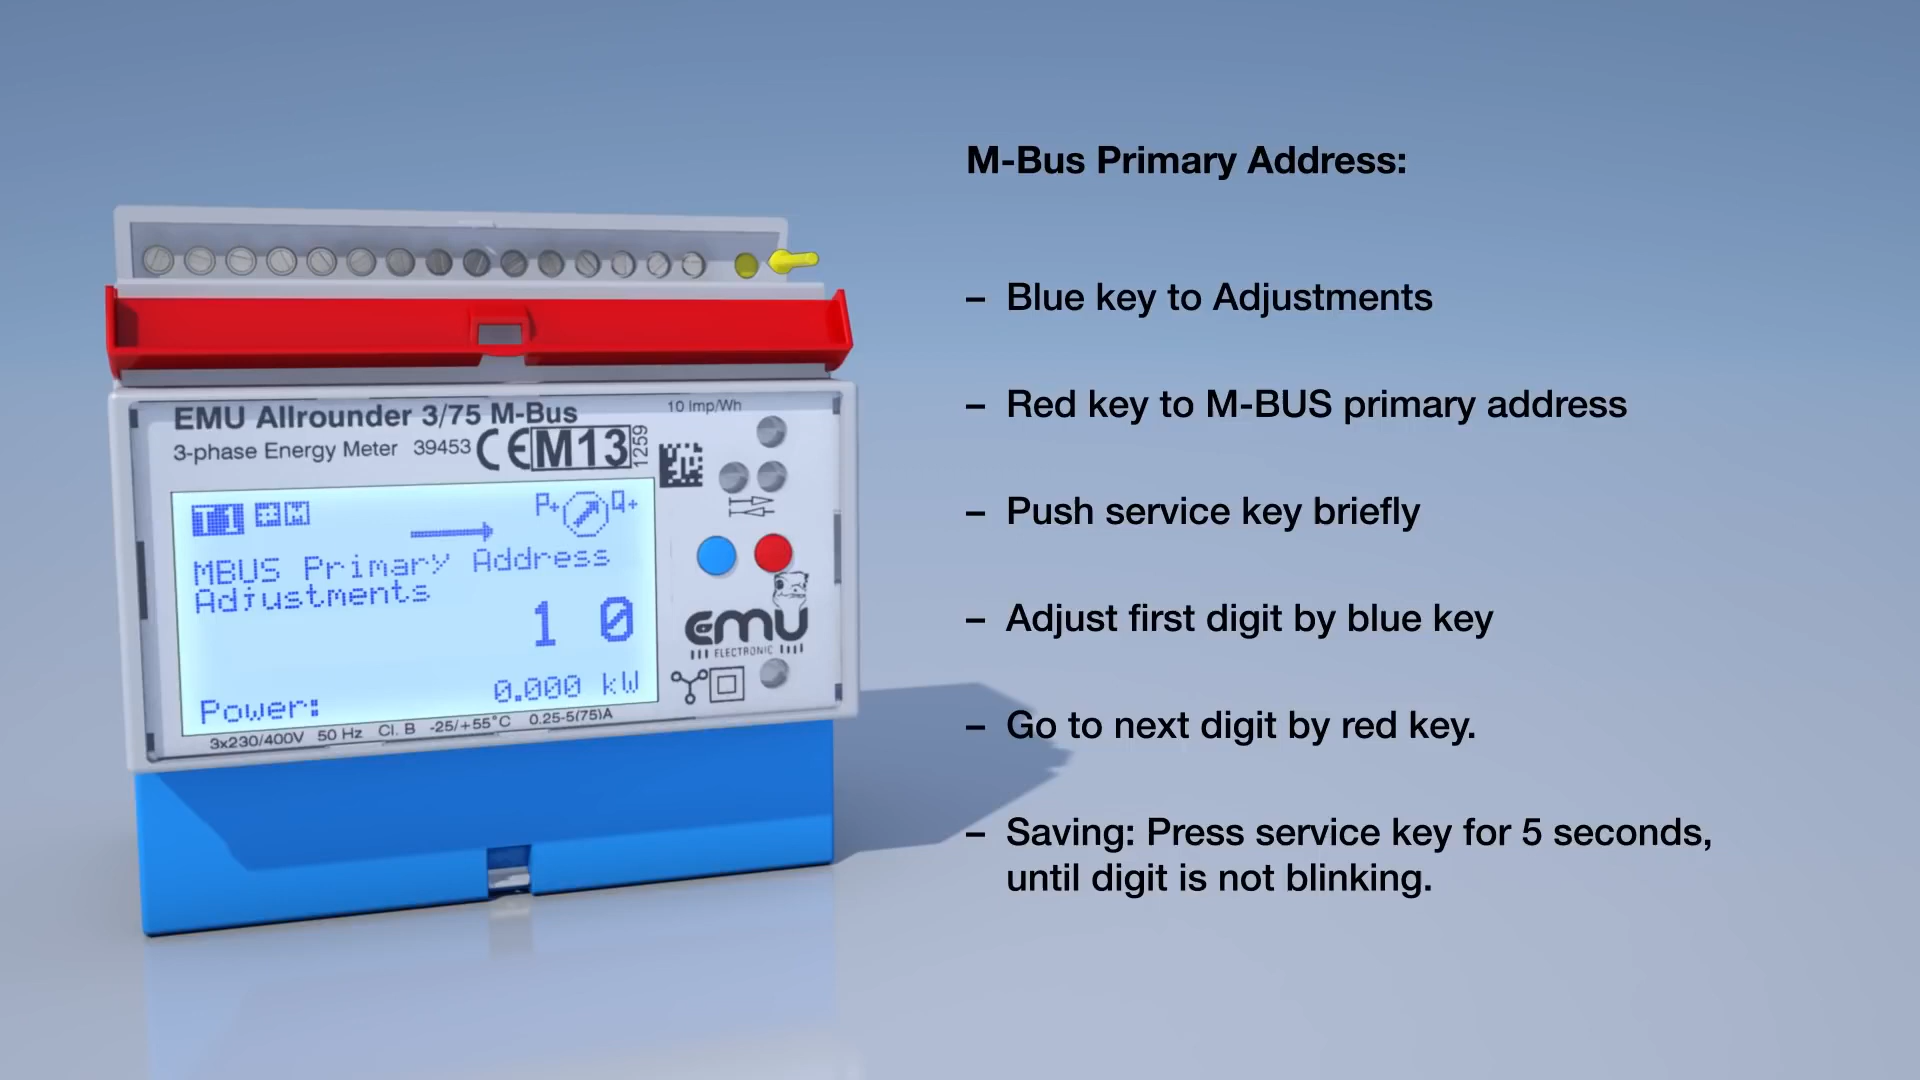 M-Bus Primary Address:
– Blue key to Adjustments
– Red key to M-BUS primary address
– Push service key briefly
– Adjust first digit by blue key
– Go to next digit by red key.
– Saving: Press service key for 5 seconds,
until digit is not blinking.
EMU Allrounder 3/75 M-Bus
10 Imp/Wh
3-phase Energy Meter 39453 CE M13 1259
T1 M
P+ Q+
MBUS Primary Address
Adjustments
1 0
0.000 kW
Power:
emu
ELECTRONIC
3x230/400V 50 Hz Cl. B -25/+55°C 0.25-5(75)A